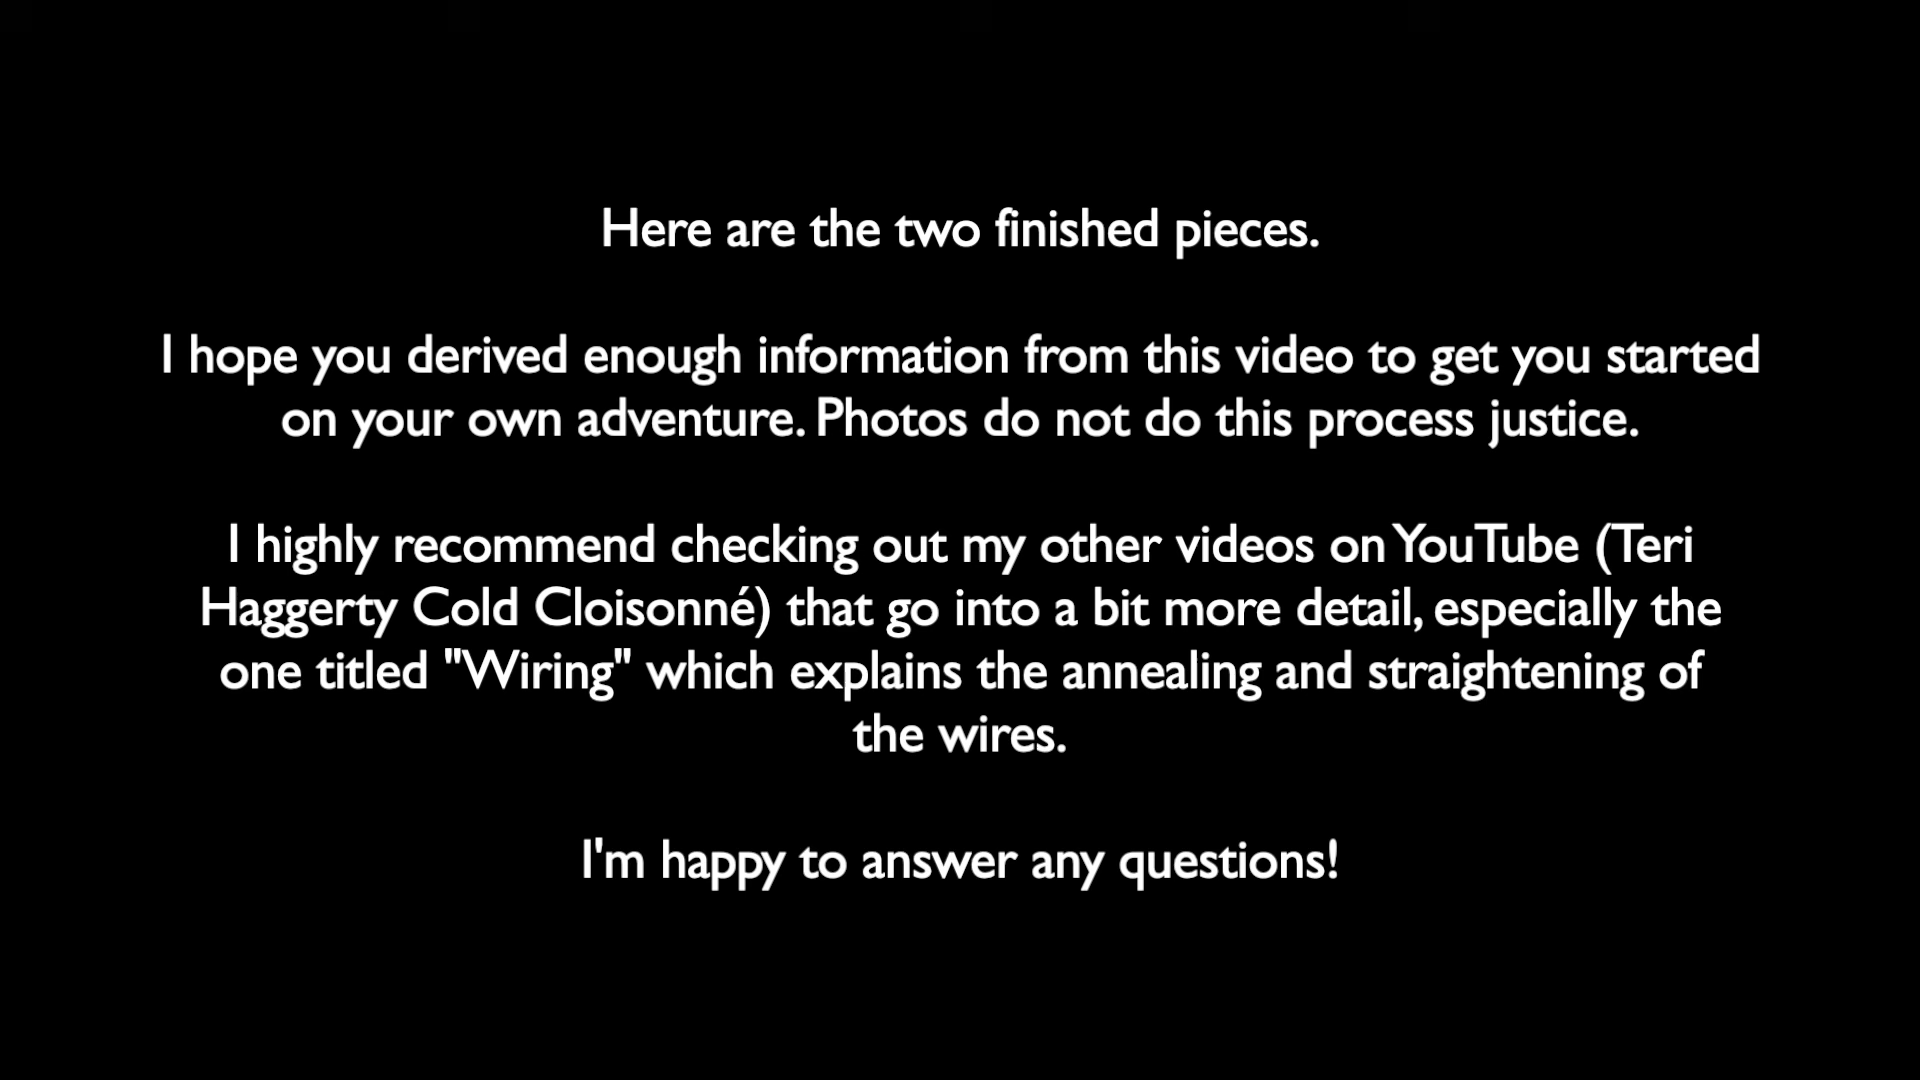 Here are the two finished pieces.
I hope you derived enough information from this video to get you started
on your own adventure. Photos do not do this process justice.
I highly recommend checking out my other videos on YouTube (Teri
Haggerty Cold Cloisonné) that go into a bit more detail, especially the
one titled "Wiring" which explains the annealing and straightening of
the wires.
I'm happy to answer any questions!